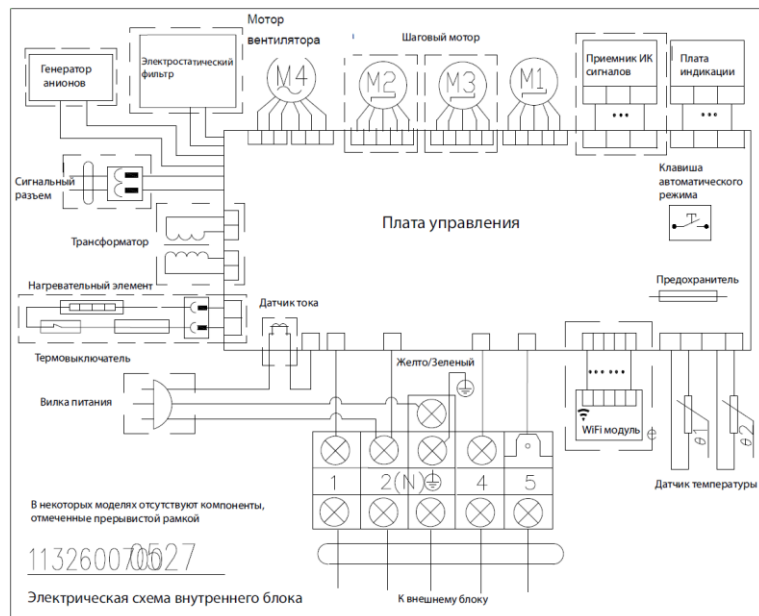 Мотор
вентилятора
Шаговый мотор
Электростатический
фильтр
Генератор
анионов
M4
M2
M3
M1
Приемник ИК
сигналов
Плата
индикации
Сигнальный
разъем
Клавиша
автоматического
режима
Плата управления
Трансформатор
Предохранитель
Нагревательный элемент
Датчик тока
Термовыключатель
Желто/Зеленый
Вилка питания
WiFi модуль
e
θ1
θ2
1
2(N)
4
5
Датчик температуры
В некоторых моделях отсутствуют компоненты,
отмеченные прерывистой рамкой
Электрическая схема внутреннего блока
К внешнему блоку